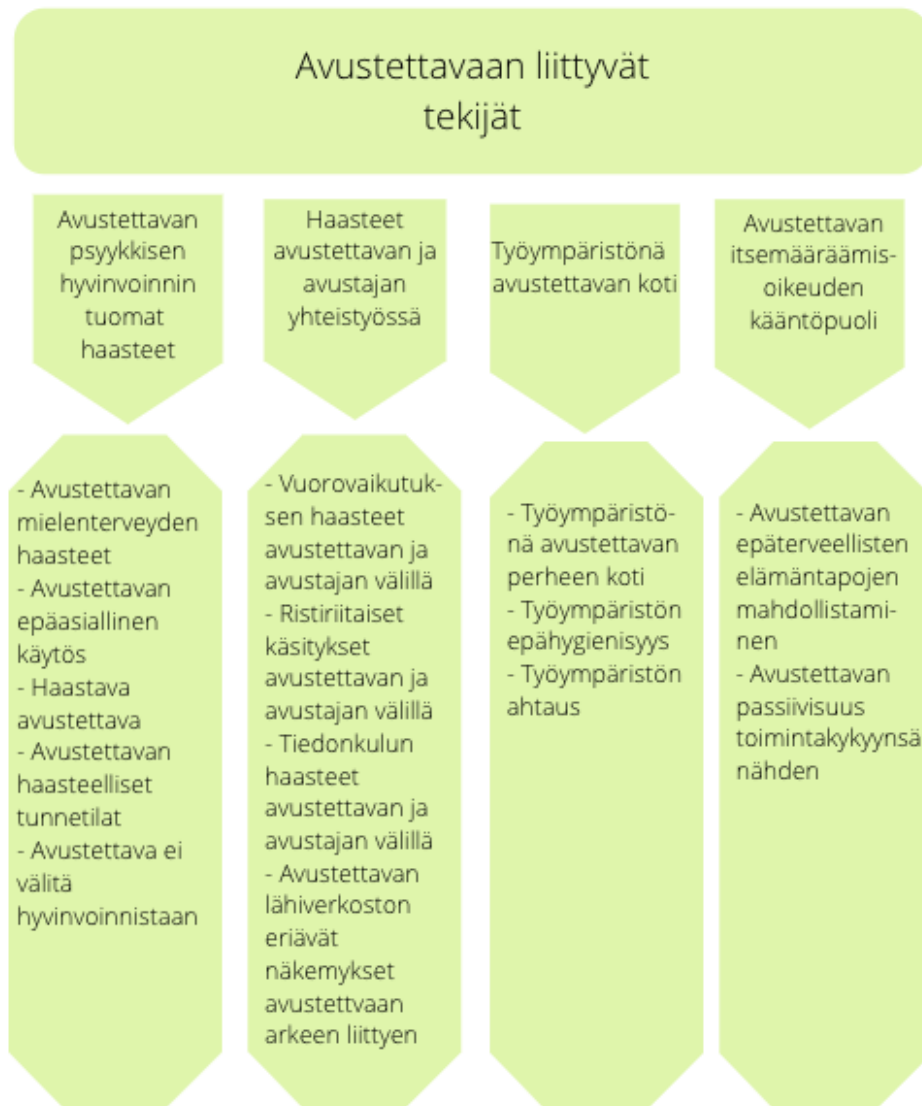 Avustettavaan liittyvät
tekijät
Avustettavan
psyykkisen
hyvinvoinnin
tuomat
haasteet
Haasteet
avustettavan ja
avustajan
yhteistyössä
Työympäristönä
avustettavan koti
Avustettavan
itsemääräämis-
oikeuden
kääntöpuoli
- Avustettavan
mielenterveyden
haasteet
- Avustettavan
epäasiallinen
käytös
- Haastava
avustettava
- Avustettavan
haasteelliset
tunnetilat
- Avustettava ei
välitä
hyvinvoinnistaan
- Vuorovaikutuk-
sen haasteet
avustettavan ja
avustajan välillä
- Ristiriitaiset
käsitykset
avustettavan ja
avustajan välillä
- Tiedonkulun
haasteet
avustettavan ja
avustajan välillä
- Avustettavan
lähiverkoston
eriävät
näkemykset
avustettvaan
arkeen liittyen
- Työympäristö-
nä avustettavan
perheen koti
- Työympäristön
epähygienisyys
- Työympäristön
ahtaus
- Avustettavan
epäterveellisten
elämäntapojen
mahdollistami-
nen
- Avustettavan
passiivisuus
toimintakykyynsä
nähden